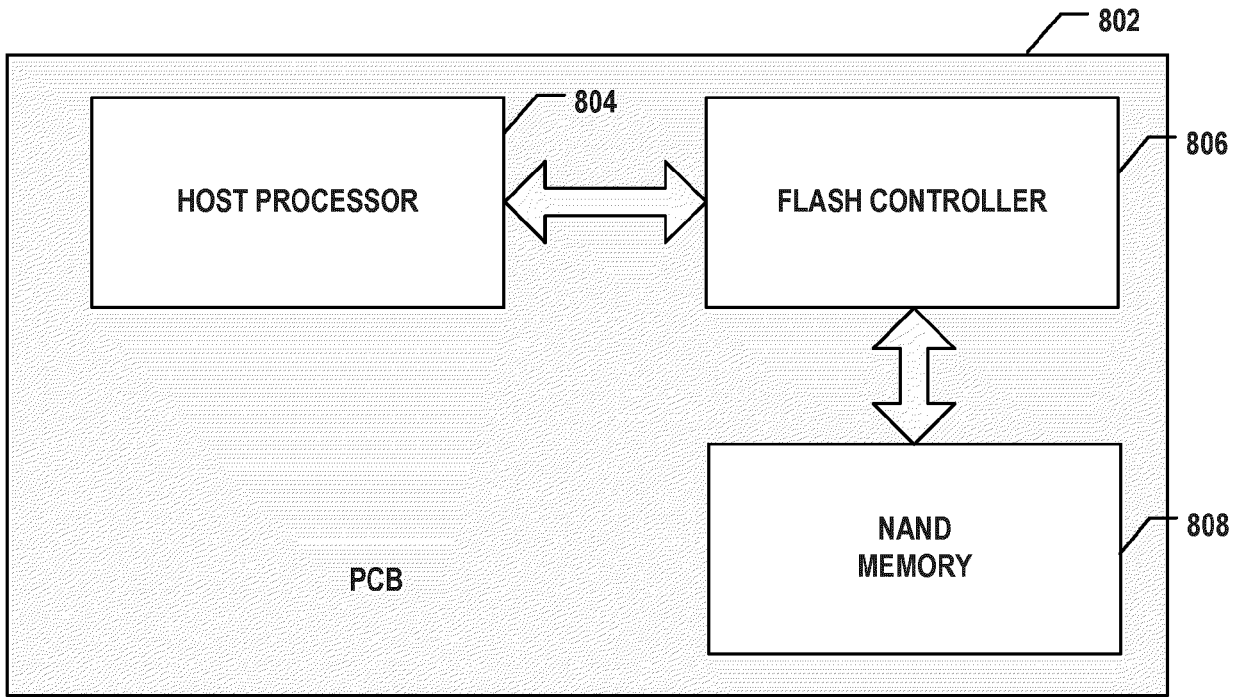 802
804
806
HOST PROCESSOR
FLASH CONTROLLER
808
NAND
MEMORY
PCB